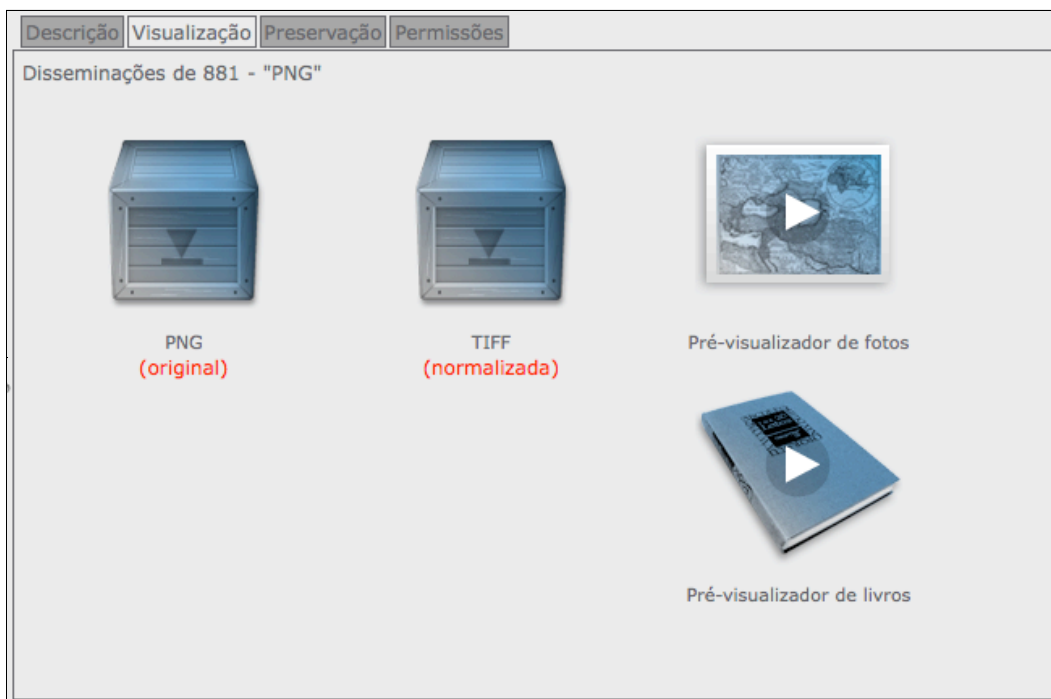 Descrição Visualização Preservação Permissões
Disseminações de 881 - "PNG"
PNG
(original)
TIFF
(normalizada)
Pré-visualizador de fotos
Pré-visualizador de livros